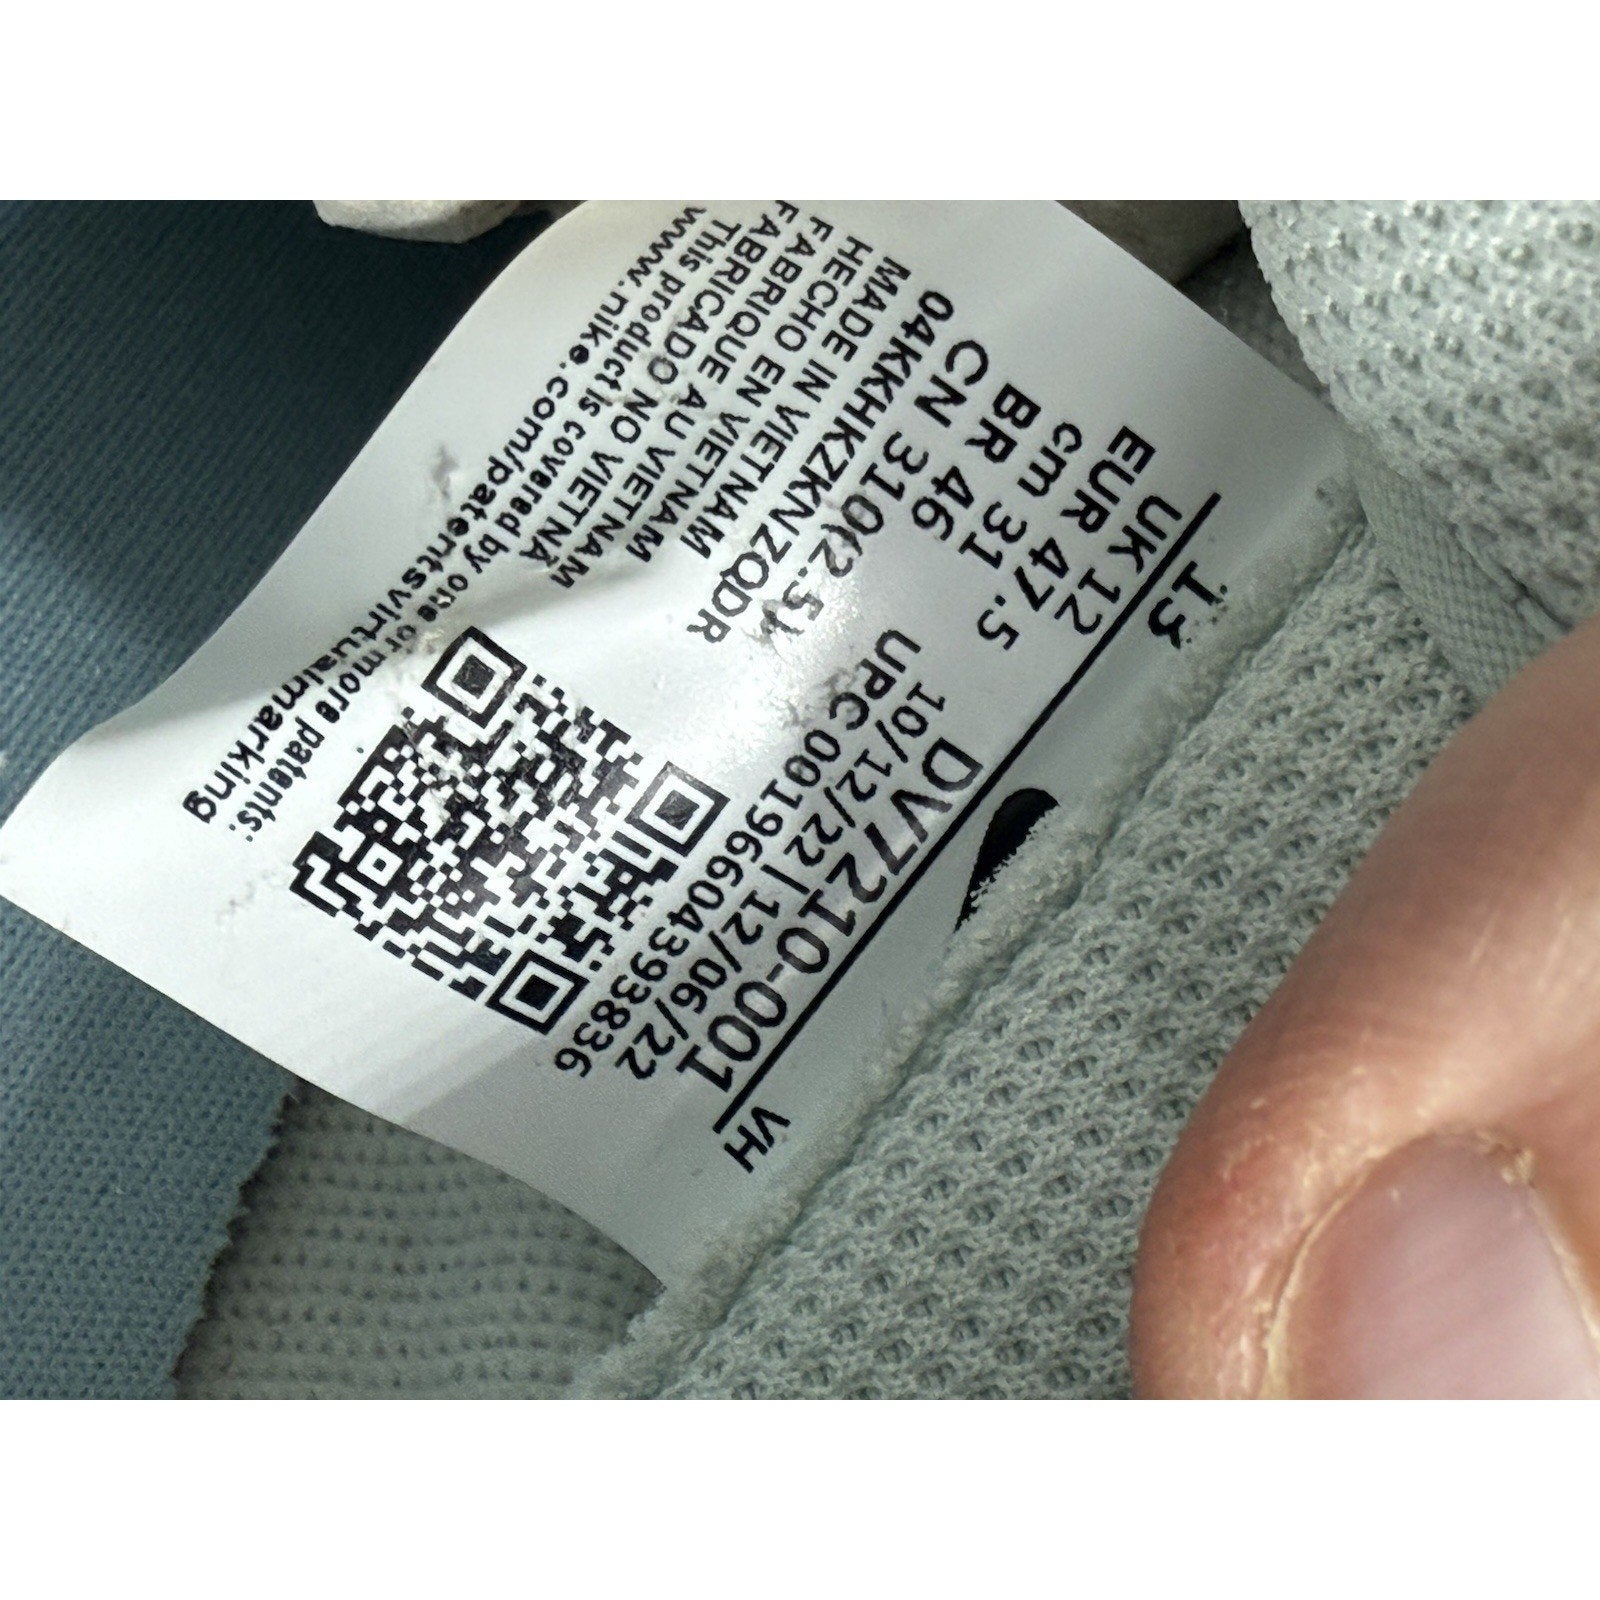 13
UK 12
EUR 47.5
cm 31
BR 46
CN 310(2.5)
04KKHKZKNZQDR
MADE IN VIETNAM
HECHO EN VIETNAM
FABRIQUE AU VIETNAM
FABRICADO NO VIETNÃ
This product is covered by one or more patents:
www.nike.com/patentsvirtualmarking
VH
DV7210-001
10/12/22 | 12/06/22
UPC 00196604393836